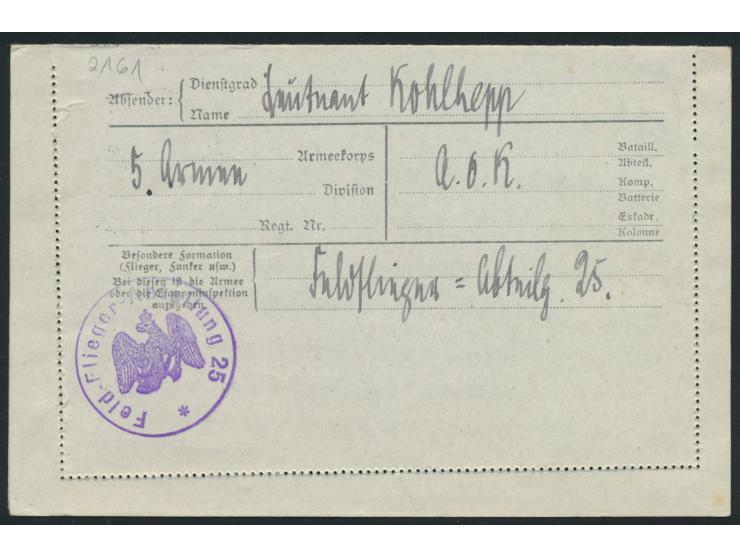 2161
Absender: { Dienstgrad Leutnant Kohlhepp
Name
Armeekorps
5. Armee
Division
Regt. Nr.
A. O. K.
Bataill.
Abteil.
Komp.
Batterie
Eskadr.
Kolonne
Besondere Formation
(Flieger, Funker usw.)
Bei diesen ist die Armee
oder die Etappeninspektion
anzugeben.
Feldflieger = Abteilg. 25.
Feld-Flieger-Abteilung 25 *